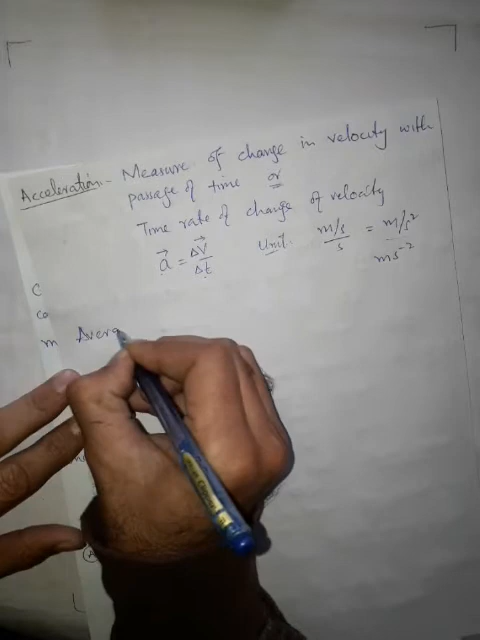 Acceleration - Measure of change in velocity with
passage of time or
Time rate of change of velocity
a⃗ = Δv⃗/Δt Unit. m/s/s = m/s²
ms⁻²
C
co
m Avera